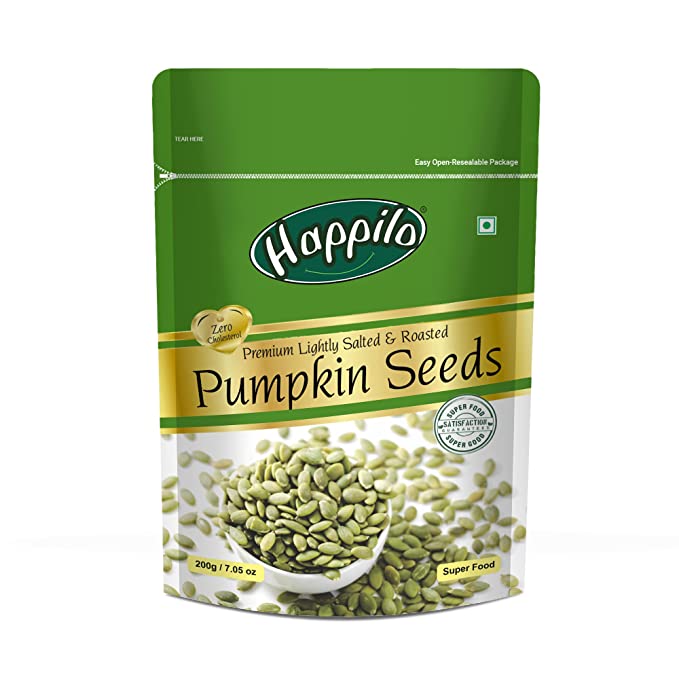 TEAR HERE
Easy Open-Resealable Package
Happilo®
Zero
Cholesterol
Premium Lightly Salted & Roasted
Pumpkin Seeds
SUPER FOOD
SATISFACTION
GUARANTEED
SUPER GOOD
200g / 7.05 oz
Super Food